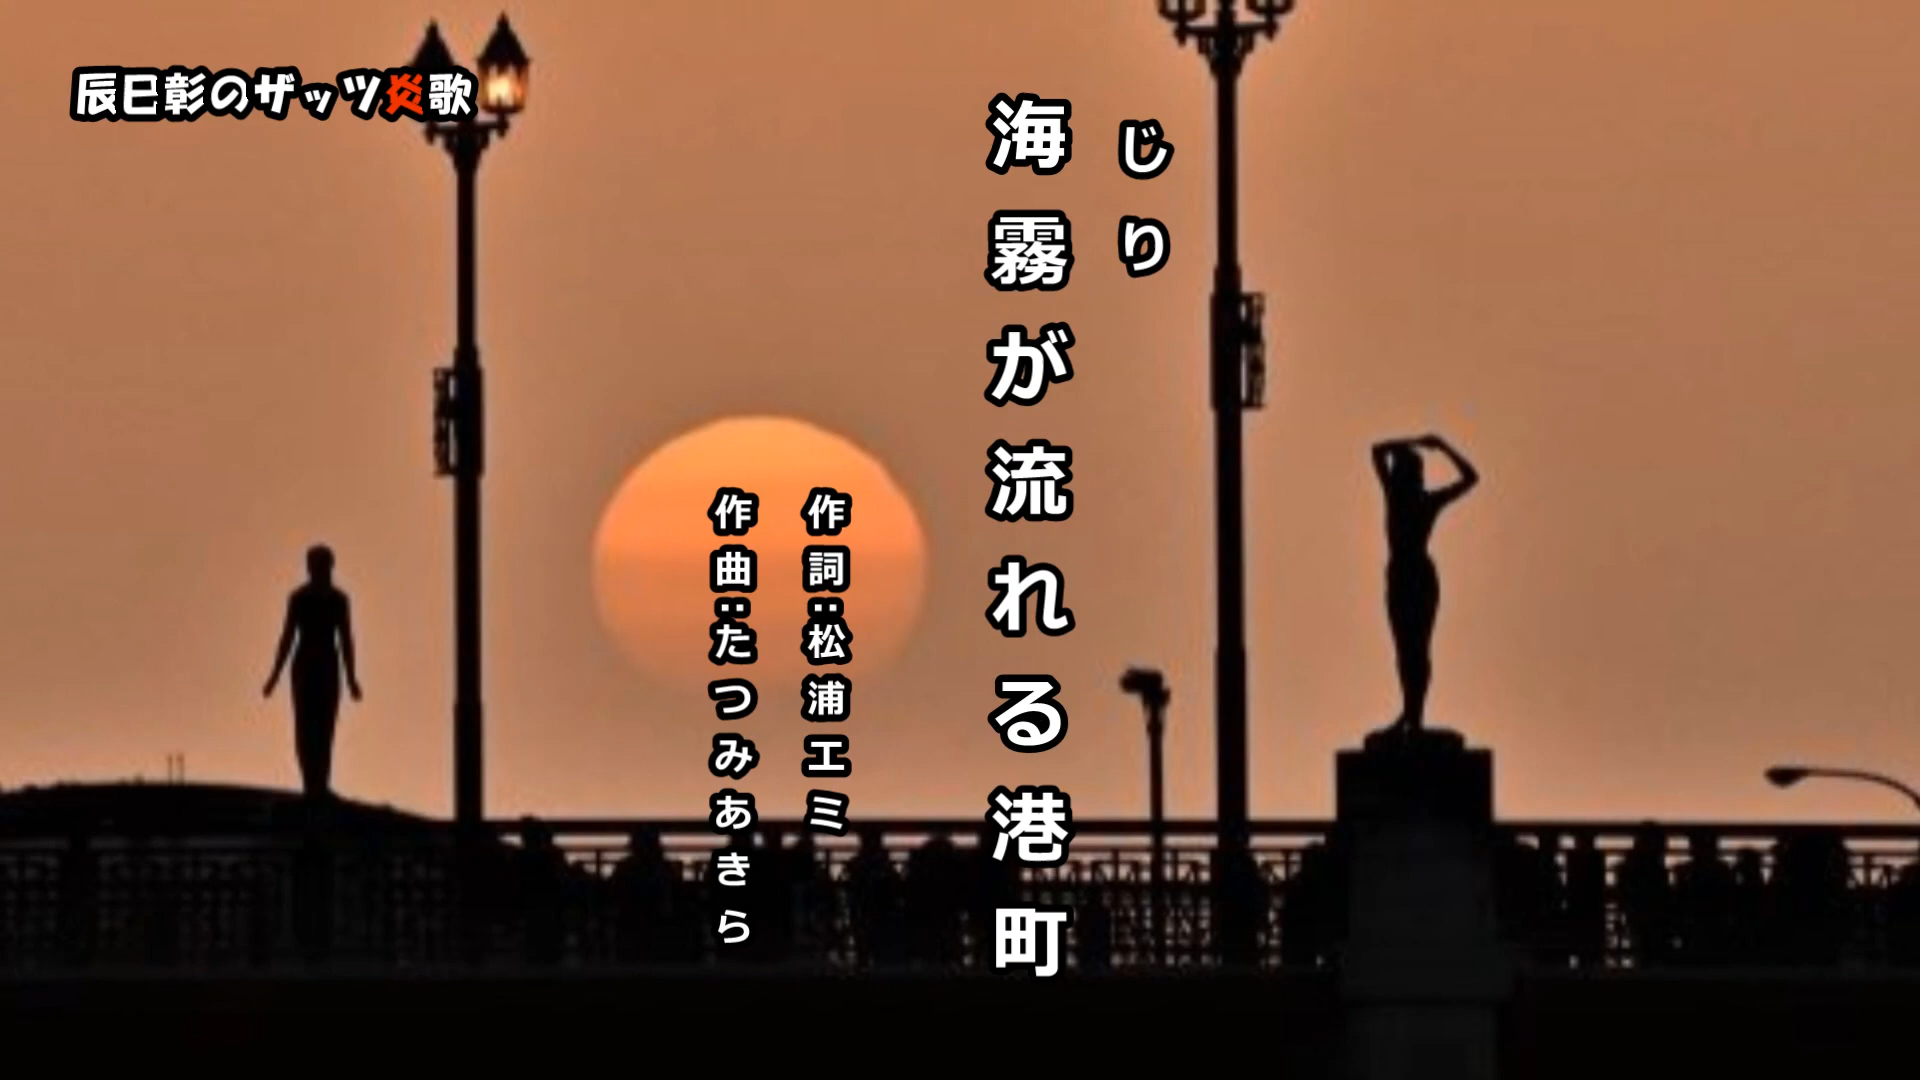 辰巳彰のザッツ炎歌
じり
海霧が流れる港町
作詞:松浦エミ
作曲:たつみあきら